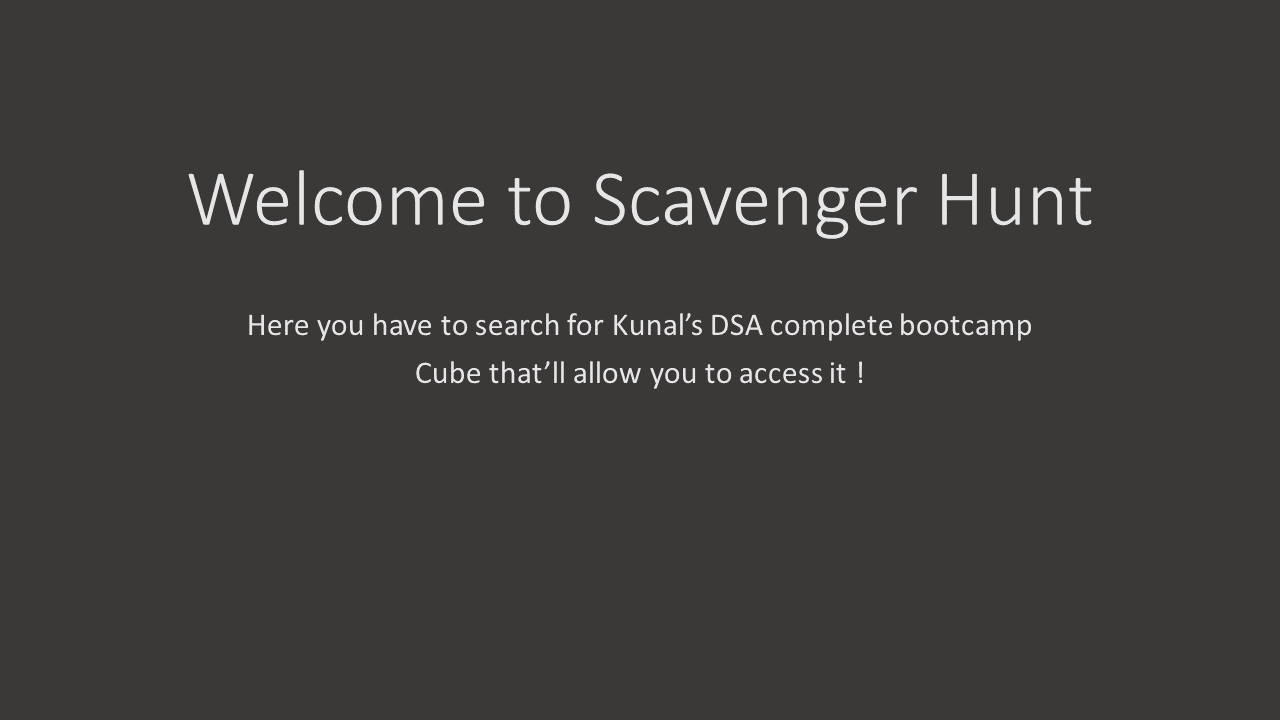 Welcome to Scavenger Hunt
Here you have to search for Kunal’s DSA complete bootcamp
Cube that’ll allow you to access it !